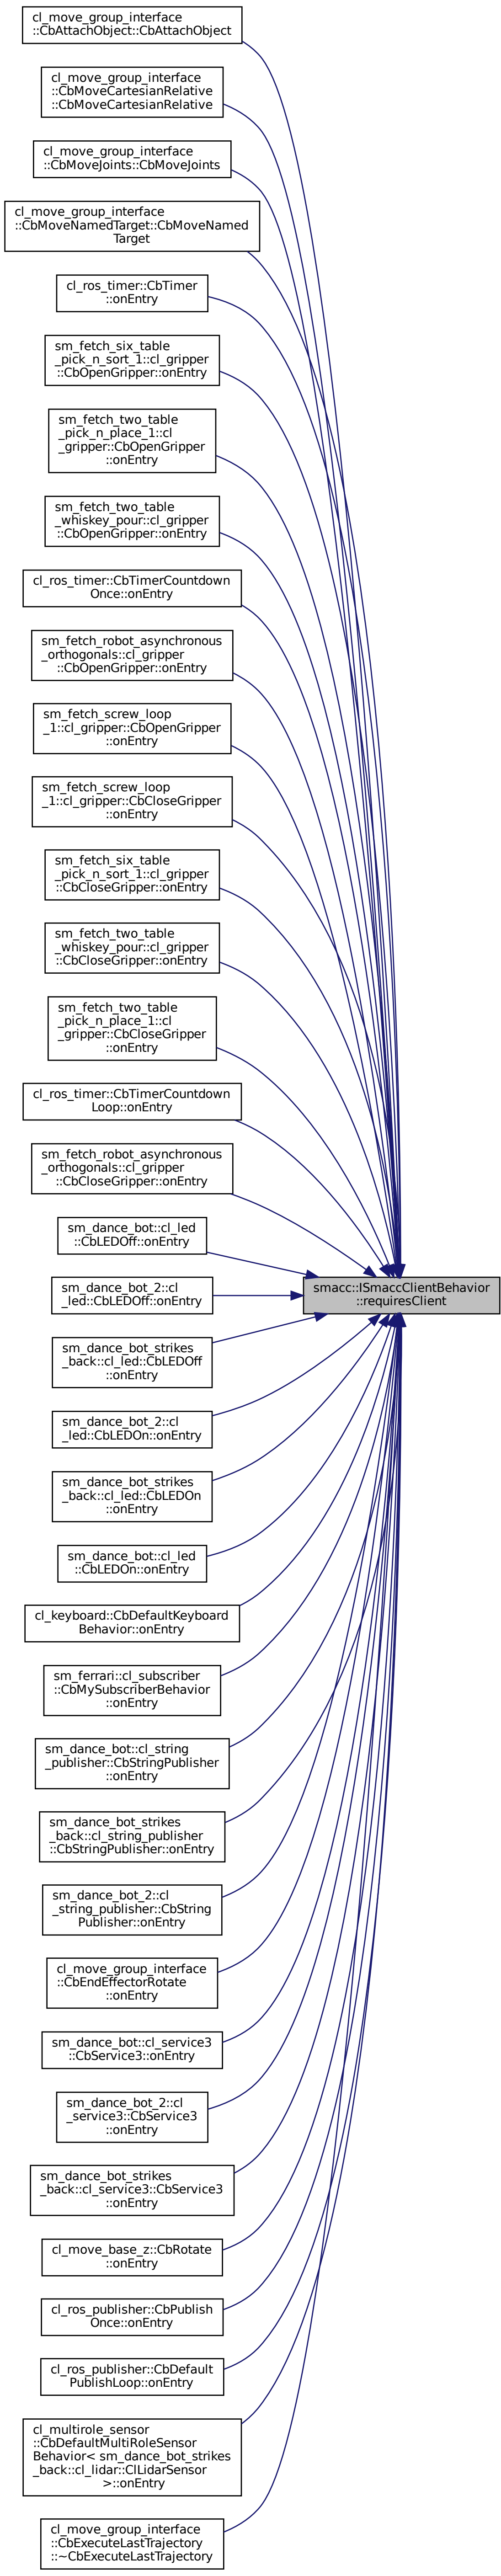 cl_move_group_interface
::CbAttachObject::CbAttachObject
cl_move_group_interface
::CbMoveCartesianRelative
::CbMoveCartesianRelative
cl_move_group_interface
::CbMoveJoints::CbMoveJoints
cl_move_group_interface
::CbMoveNamedTarget::CbMoveNamed
Target
cl_ros_timer::CbTimer
::onEntry
sm_fetch_six_table
_pick_n_sort_1::cl_gripper
::CbOpenGripper::onEntry
sm_fetch_two_table
_pick_n_place_1::cl
_gripper::CbOpenGripper
::onEntry
sm_fetch_two_table
_whiskey_pour::cl_gripper
::CbOpenGripper::onEntry
cl_ros_timer::CbTimerCountdown
Once::onEntry
sm_fetch_robot_asynchronous
_orthogonals::cl_gripper
::CbOpenGripper::onEntry
sm_fetch_screw_loop
_1::cl_gripper::CbOpenGripper
::onEntry
sm_fetch_screw_loop
_1::cl_gripper::CbCloseGripper
::onEntry
sm_fetch_six_table
_pick_n_sort_1::cl_gripper
::CbCloseGripper::onEntry
sm_fetch_two_table
_whiskey_pour::cl_gripper
::CbCloseGripper::onEntry
sm_fetch_two_table
_pick_n_place_1::cl
_gripper::CbCloseGripper
::onEntry
cl_ros_timer::CbTimerCountdown
Loop::onEntry
sm_fetch_robot_asynchronous
_orthogonals::cl_gripper
::CbCloseGripper::onEntry
sm_dance_bot::cl_led
::CbLEDOff::onEntry
smacc::ISmaccClientBehavior
::requiresClient
sm_dance_bot_2::cl
_led::CbLEDOff::onEntry
sm_dance_bot_strikes
_back::cl_led::CbLEDOff
::onEntry
sm_dance_bot_2::cl
_led::CbLEDOn::onEntry
sm_dance_bot_strikes
_back::cl_led::CbLEDOn
::onEntry
sm_dance_bot::cl_led
::CbLEDOn::onEntry
cl_keyboard::CbDefaultKeyboard
Behavior::onEntry
sm_ferrari::cl_subscriber
::CbMySubscriberBehavior
::onEntry
sm_dance_bot::cl_string
_publisher::CbStringPublisher
::onEntry
sm_dance_bot_strikes
_back::cl_string_publisher
::CbStringPublisher::onEntry
sm_dance_bot_2::cl
_string_publisher::CbString
Publisher::onEntry
cl_move_group_interface
::CbEndEffectorRotate
::onEntry
sm_dance_bot::cl_service3
::CbService3::onEntry
sm_dance_bot_2::cl
_service3::CbService3
::onEntry
sm_dance_bot_strikes
_back::cl_service3::CbService3
::onEntry
cl_move_base_z::CbRotate
::onEntry
cl_ros_publisher::CbPublish
Once::onEntry
cl_ros_publisher::CbDefault
PublishLoop::onEntry
cl_multirole_sensor
::CbDefaultMultiRoleSensor
Behavior< sm_dance_bot_strikes
_back::cl_lidar::ClLidarSensor
>::onEntry
cl_move_group_interface
::CbExecuteLastTrajectory
::~CbExecuteLastTrajectory